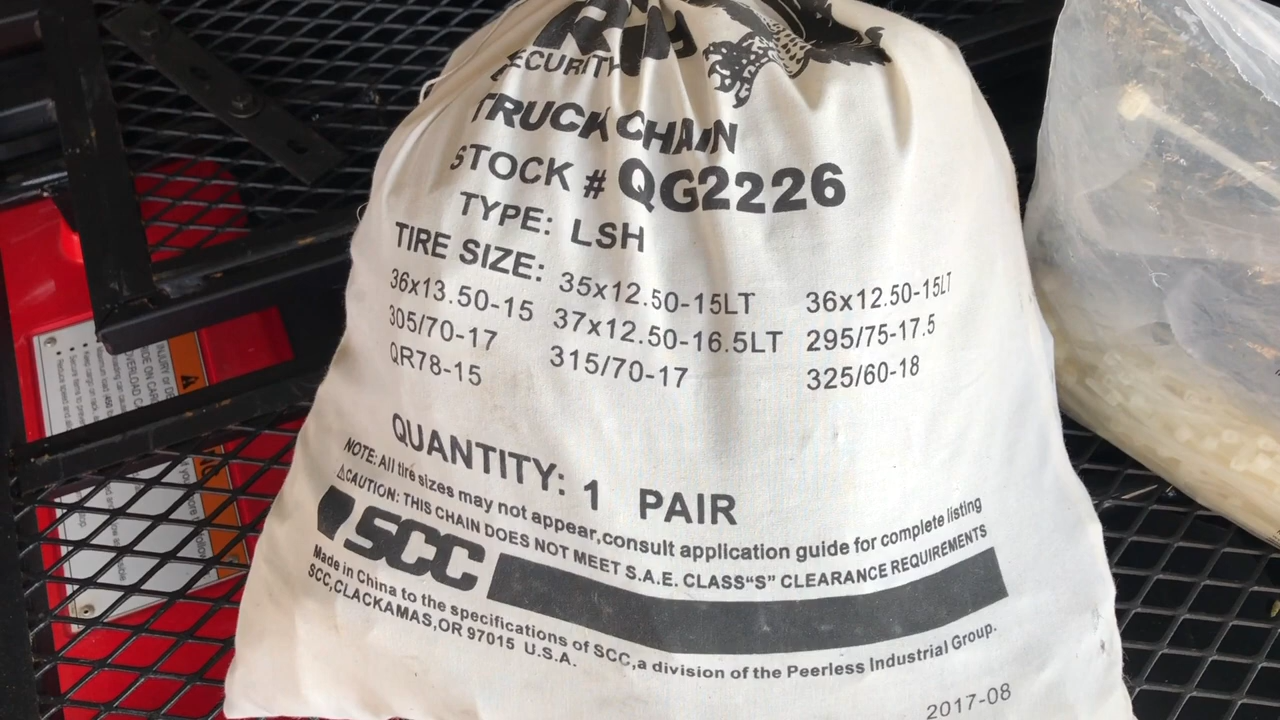 SECURITY
TRUCK CHAIN
STOCK # QG2226
TYPE: LSH
TIRE SIZE: 35x12.50-15LT 36x12.50-15LT
36x13.50-15 37x12.50-16.5LT 295/75-17.5
305/70-17 315/70-17 325/60-18
QR78-15
QUANTITY: 1 PAIR
NOTE: All tire sizes may not appear,consult application guide for complete listing
⚠CAUTION: THIS CHAIN DOES NOT MEET S.A.E. CLASS“S” CLEARANCE REQUIREMENTS
SCC
Made in China to the specifications of SCC,a division of the Peerless Industrial Group.
SCC,CLACKAMAS,OR 97015 U.S.A.
2017-08